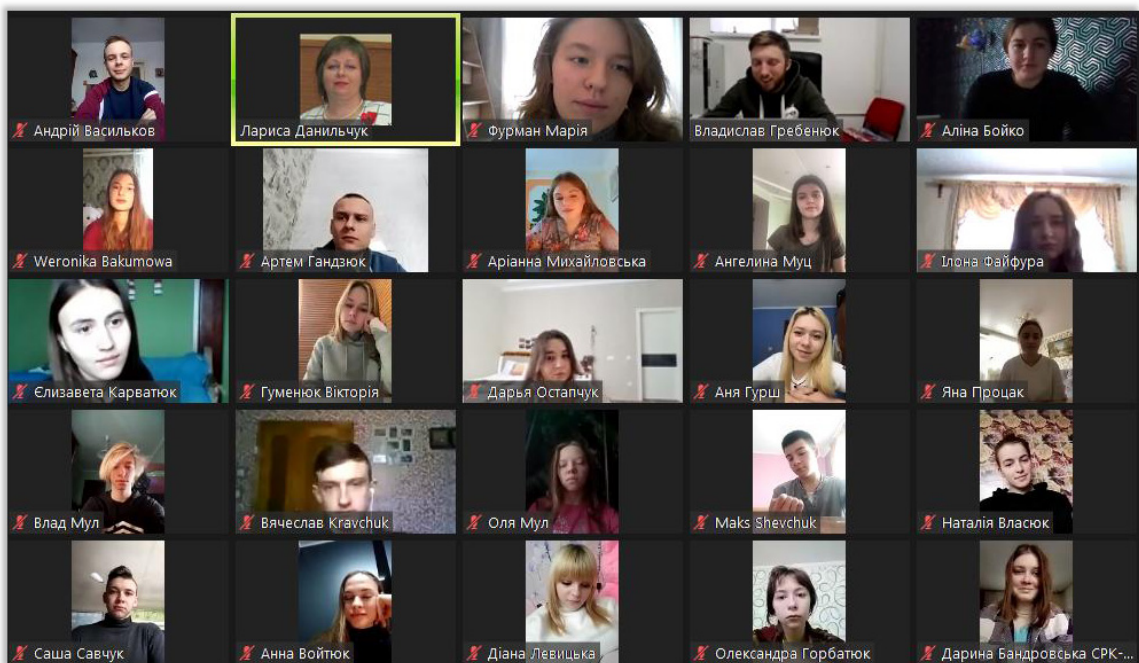 Андрій Васильков
Лариса Данильчук
Фурман Марія
Владислав Гребенюк
Аліна Бойко
Weronika Bakumowa
Артем Гандзюк
Аріанна Михайловська
Ангелина Муц
Ілона Файфура
Єлизавета Карватюк
Гуменюк Вікторія
Дарья Остапчук
Аня Гурш
Яна Процак
Влад Мул
Вячеслав Kravchuk
Оля Мул
Maks Shevchuk
Наталія Власюк
Саша Савчук
Анна Войтюк
Діана Левицька
Олександра Горбатюк
Дарина Бандровська СРК-...